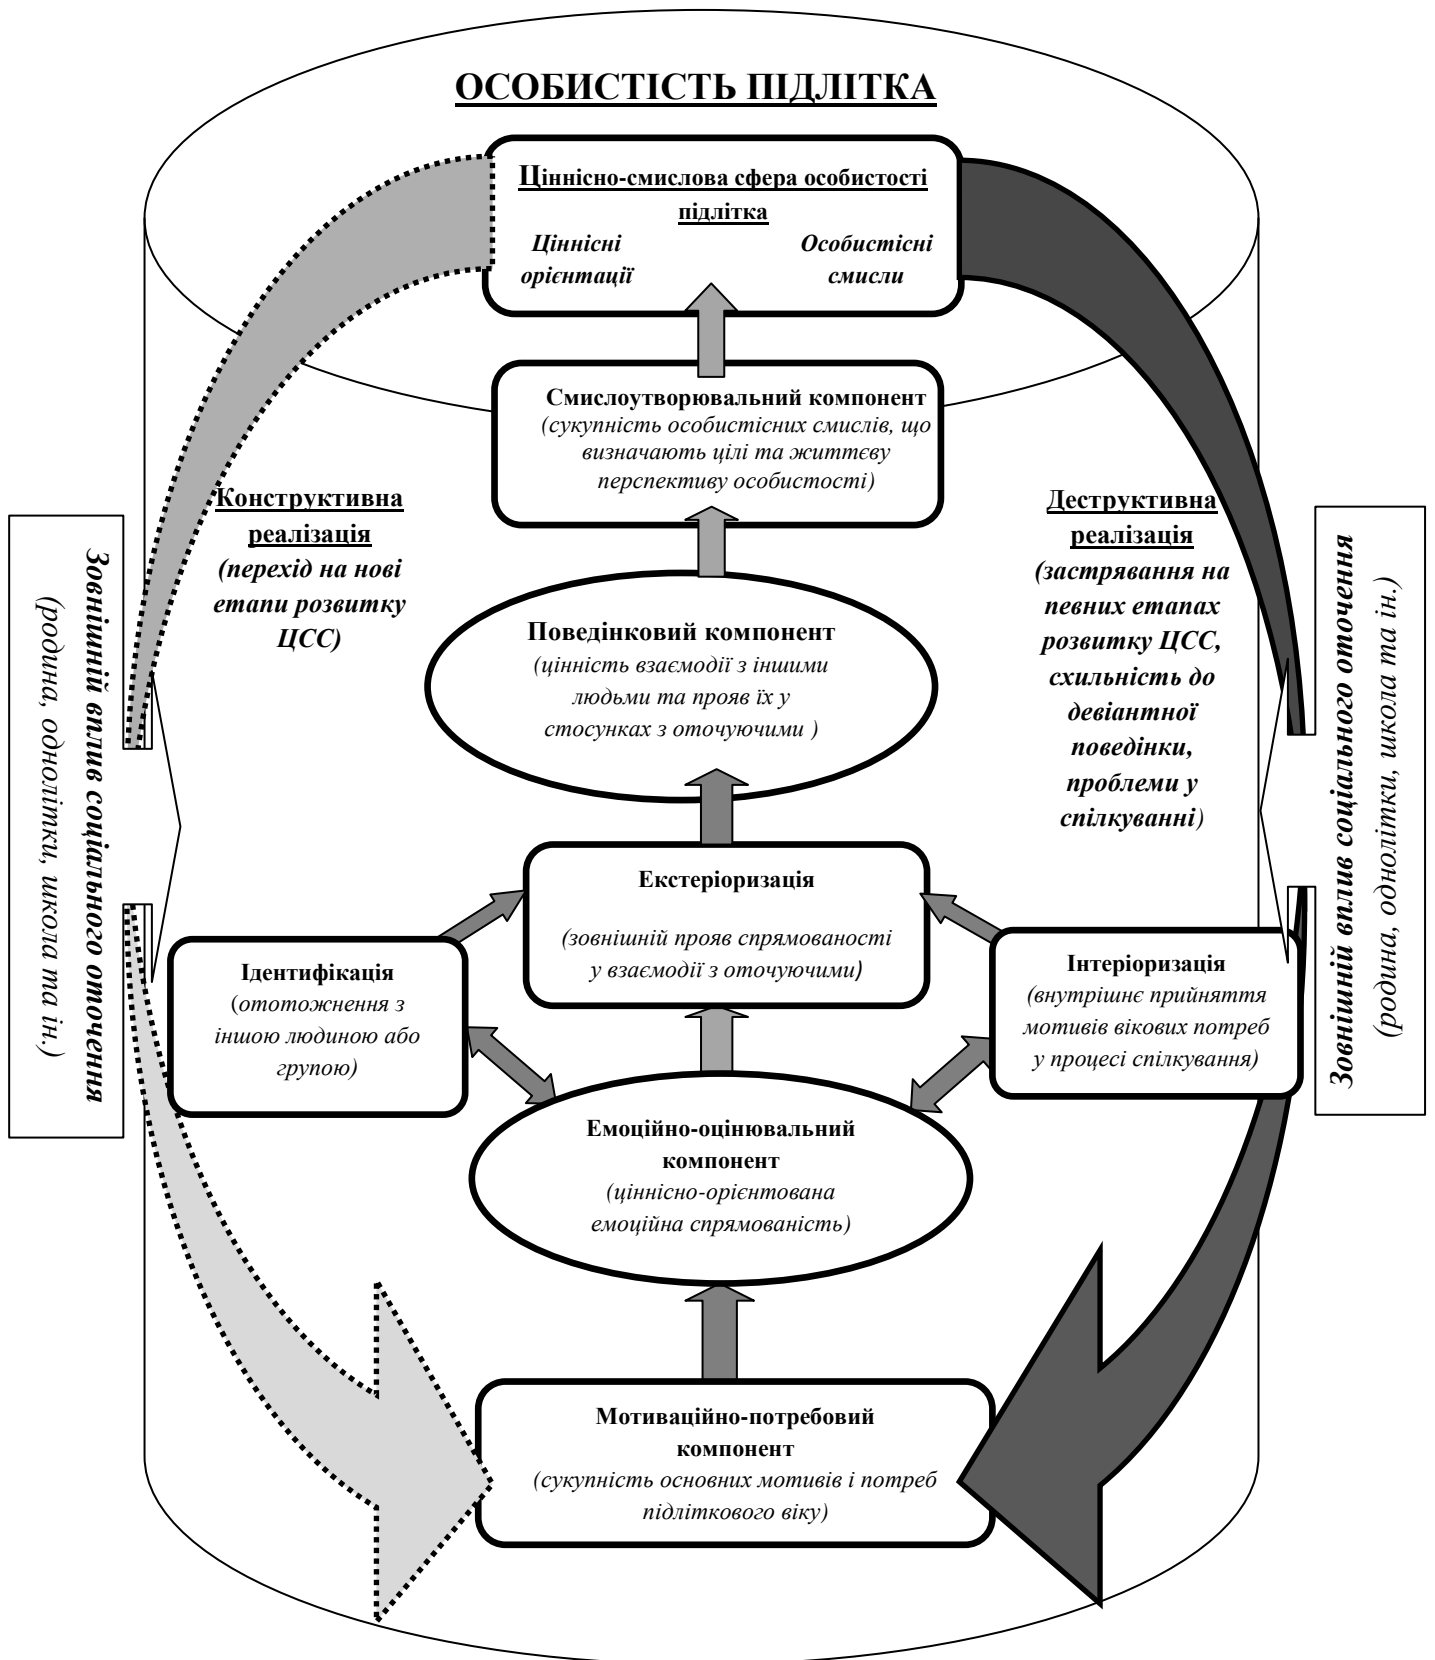 ОСОБИСТІСТЬ ПІДЛІТКА
Ціннісно-смислова сфера особистості
підлітка
Ціннісні
орієнтації
Особистісні
смисли
Смислоутворювальний компонент
(сукупність особистісних смислів, що
визначають цілі та життєву
перспективу особистості)
Конструктивна
реалізація
(перехід на нові
етапи розвитку
ЦСС)
Деструктивна
реалізація
(застрявання на
певних етапах
розвитку ЦСС,
схильність до
девіантної
поведінки,
проблеми у
спілкуванні)
Зовнішній вплив соціального оточення
(родина, однолітки, школа та ін.)
Зовнішній вплив соціального оточення
(родина, однолітки, школа та ін.)
Поведінковий компонент
(цінність взаємодії з іншими
людьми та прояв їх у
стосунках з оточуючими )
Екстеріоризація
(зовнішній прояв спрямованості
у взаємодії з оточуючими)
Ідентифікація
(ототожнення з
іншою людиною або
групою)
Інтеріоризація
(внутрішнє прийняття
мотивів вікових потреб
у процесі спілкування)
Емоційно-оцінювальний
компонент
(ціннісно-орієнтована
емоційна спрямованість)
Мотиваційно-потребовий
компонент
(сукупність основних мотивів і потреб
підліткового віку)